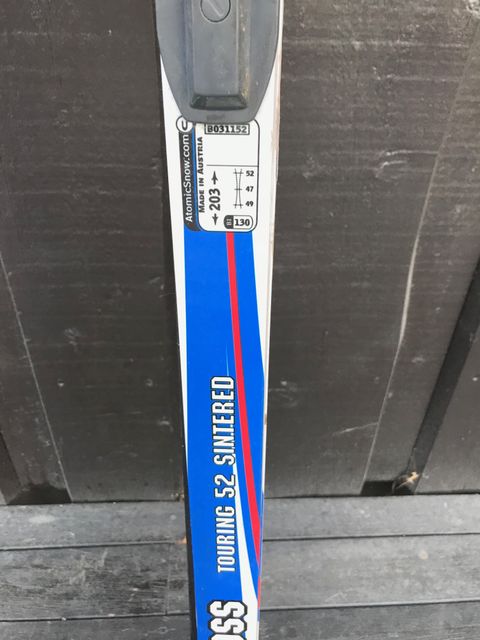 B031152
AtomicSnow.com
MADE IN AUSTRIA
203
52
47
49
130
TOURING 52 SINTERED
OSS